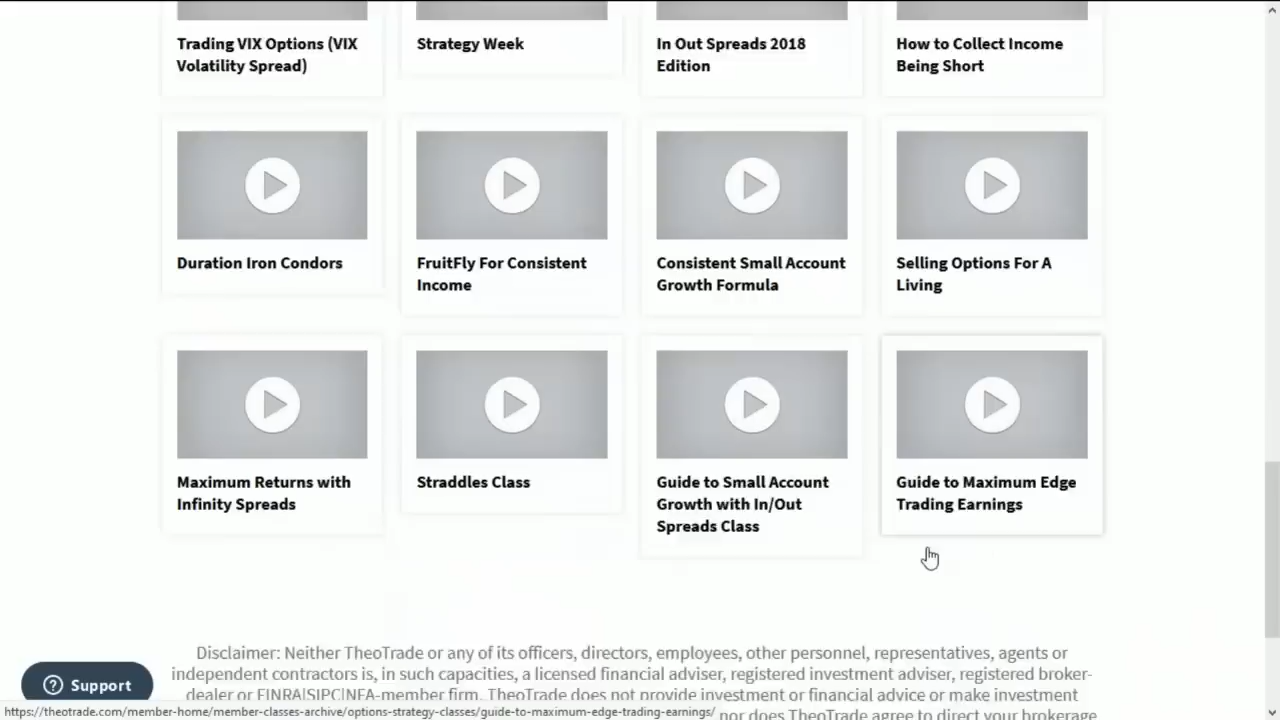 Trading VIX Options (VIX
Volatility Spread)
Strategy Week
In Out Spreads 2018
Edition
How to Collect Income
Being Short
Duration Iron Condors
FruitFly For Consistent
Income
Consistent Small Account
Growth Formula
Selling Options For A
Living
Maximum Returns with
Infinity Spreads
Straddles Class
Guide to Small Account
Growth with In/Out
Spreads Class
Guide to Maximum Edge
Trading Earnings
Disclaimer: Neither TheoTrade or any of its officers, directors, employees, other personnel, representatives, agents or
independent contractors is, in such capacities, a licensed financial adviser, registered investment adviser, registered broker-
dealer or FINRA|SIPC|NFA-member firm. TheoTrade does not provide investment or financial advice or make investment
Support
https://theotrade.com/member-home/member-classes-archive/options-strategy-classes/guide-to-maximum-edge-trading-earnings/
nor does TheoTrade agree to direct your brokerage